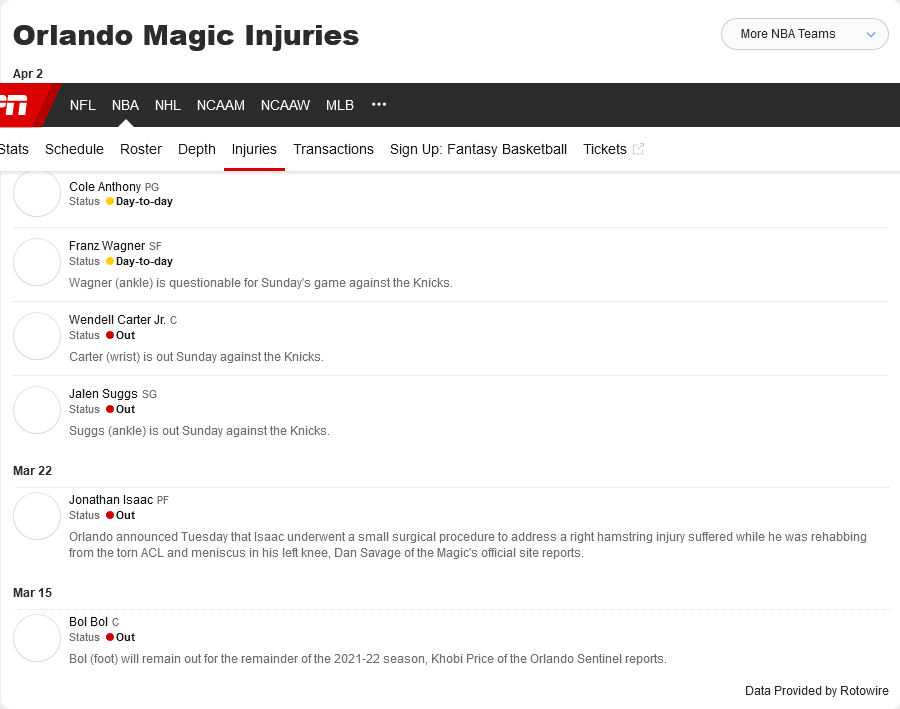 Orlando Magic Injuries
More NBA Teams
Apr 2
NFL NBA NHL NCAAM NCAAW MLB •••
Stats Schedule Roster Depth Injuries Transactions Sign Up: Fantasy Basketball Tickets
Cole Anthony PG
Status Day-to-day
Franz Wagner SF
Status Day-to-day
Wagner (ankle) is questionable for Sunday's game against the Knicks.
Wendell Carter Jr. C
Status Out
Carter (wrist) is out Sunday against the Knicks.
Jalen Suggs SG
Status Out
Suggs (ankle) is out Sunday against the Knicks.
Mar 22
Jonathan Isaac PF
Status Out
Orlando announced Tuesday that Isaac underwent a small surgical procedure to address a right hamstring injury suffered while he was rehabbing
from the torn ACL and meniscus in his left knee, Dan Savage of the Magic's official site reports.
Mar 15
Bol Bol C
Status Out
Bol (foot) will remain out for the remainder of the 2021-22 season, Khobi Price of the Orlando Sentinel reports.
Data Provided by Rotowire